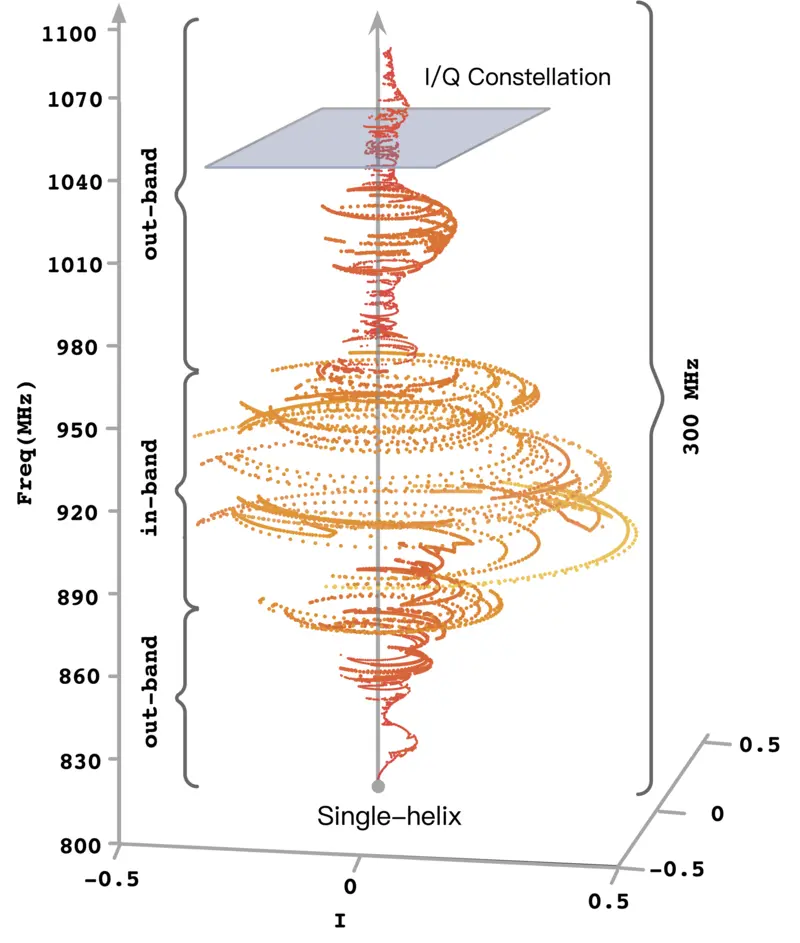 1100
I/Q Constellation
1070
1040
out-band
1010
980
Freq(MHz)
950
in-band
300 MHz
920
890
860
out-band
830
Single-helix
800
0.5
0
-0.5
-0.5
0
0.5
I